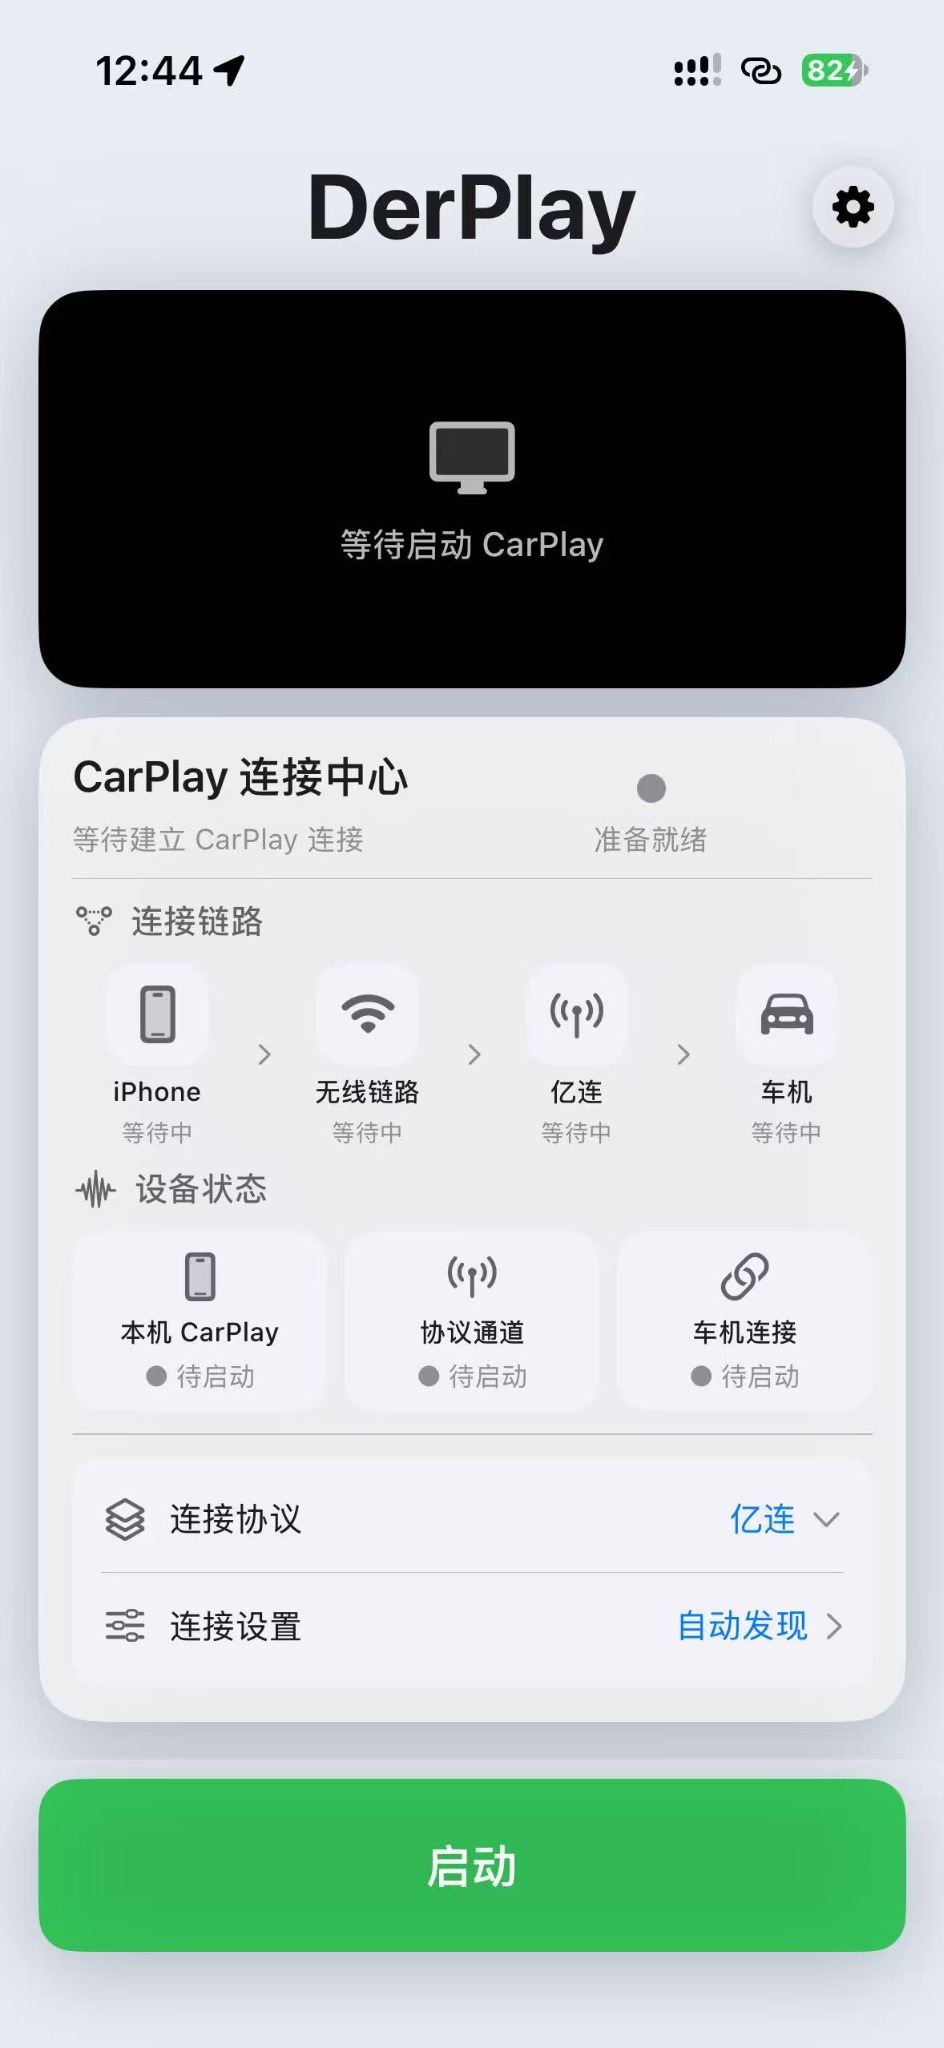 12:44
82
DerPlay
等待启动 CarPlay
CarPlay 连接中心
等待建立 CarPlay 连接
准备就绪
连接链路
iPhone 无线链路 亿连 车机
等待中 等待中 等待中 等待中
设备状态
本机 CarPlay 协议通道 车机连接
待启动 待启动 待启动
连接协议 亿连
连接设置 自动发现
启动